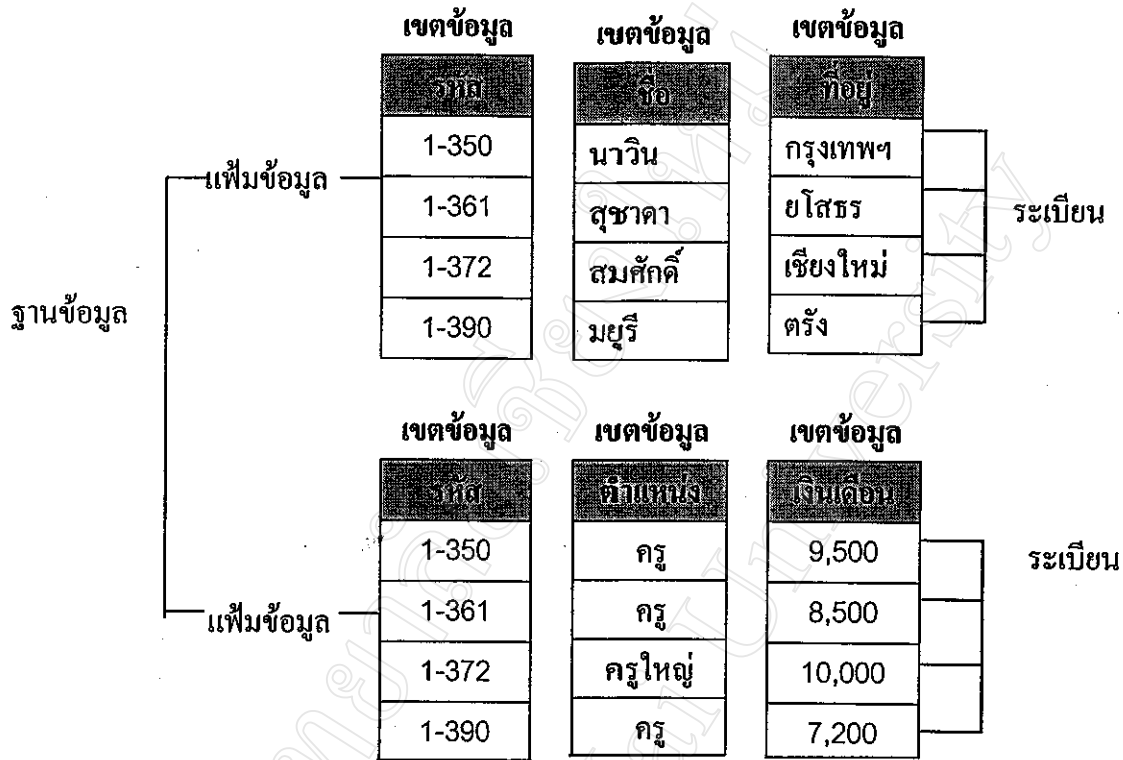 เขตข้อมูล เขตข้อมูล เขตข้อมูล
รหัส ชื่อ ที่อยู่
1-350 นาวิน กรุงเทพฯ
แฟ้มข้อมูล
1-361 สุชาดา ยโสธร ระเบียน
1-372 สมศักดิ์ เชียงใหม่
ฐานข้อมูล
1-390 มยุรี ตรัง
เขตข้อมูล เขตข้อมูล เขตข้อมูล
รหัส ตำแหน่ง เงินเดือน
1-350 ครู 9,500 ระเบียน
แฟ้มข้อมูล 1-361 ครู 8,500
1-372 ครูใหญ่ 10,000
1-390 ครู 7,200